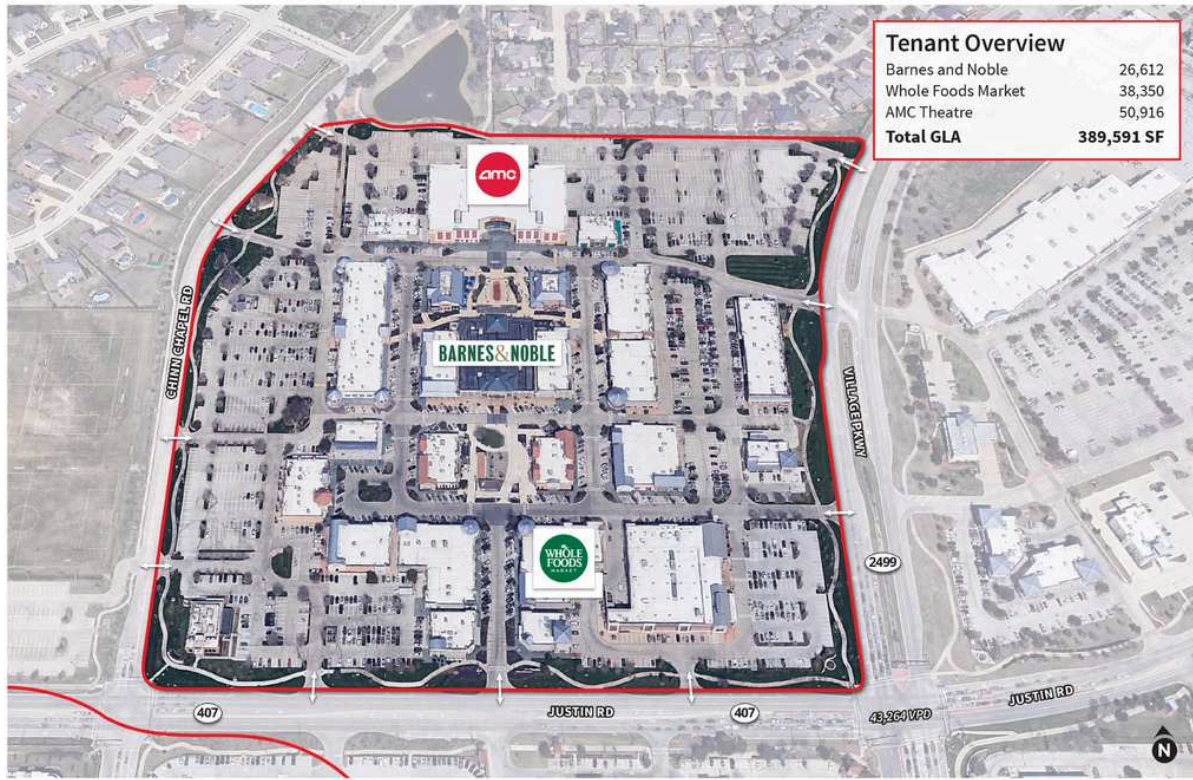 Tenant Overview
Barnes and Noble 26,612
Whole Foods Market 38,350
AMC Theatre 50,916
Total GLA 389,591 SF
amc
BARNES&NOBLE
CHINN CHAPEL RD
VILLAGE PKWY
WHOLE
FOODS
MARKET
2499
407
JUSTIN RD
407
43,264 VPD
JUSTIN RD
N